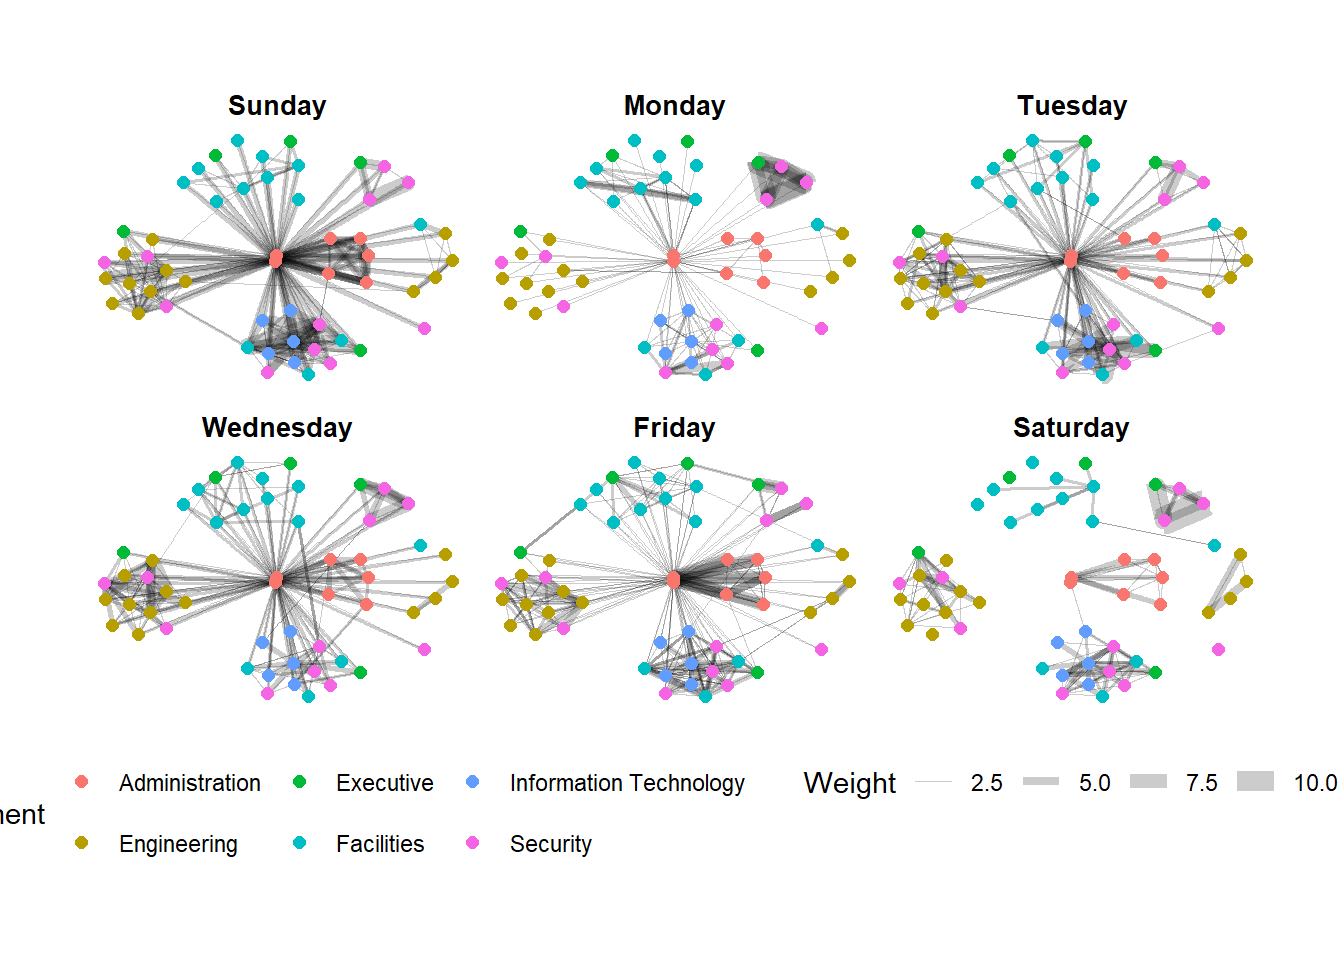 Sunday Monday Tuesday
Wednesday Friday Saturday
Administration Executive Information Technology Weight 2.5 5.0 7.5 10.0
Engineering Facilities Security